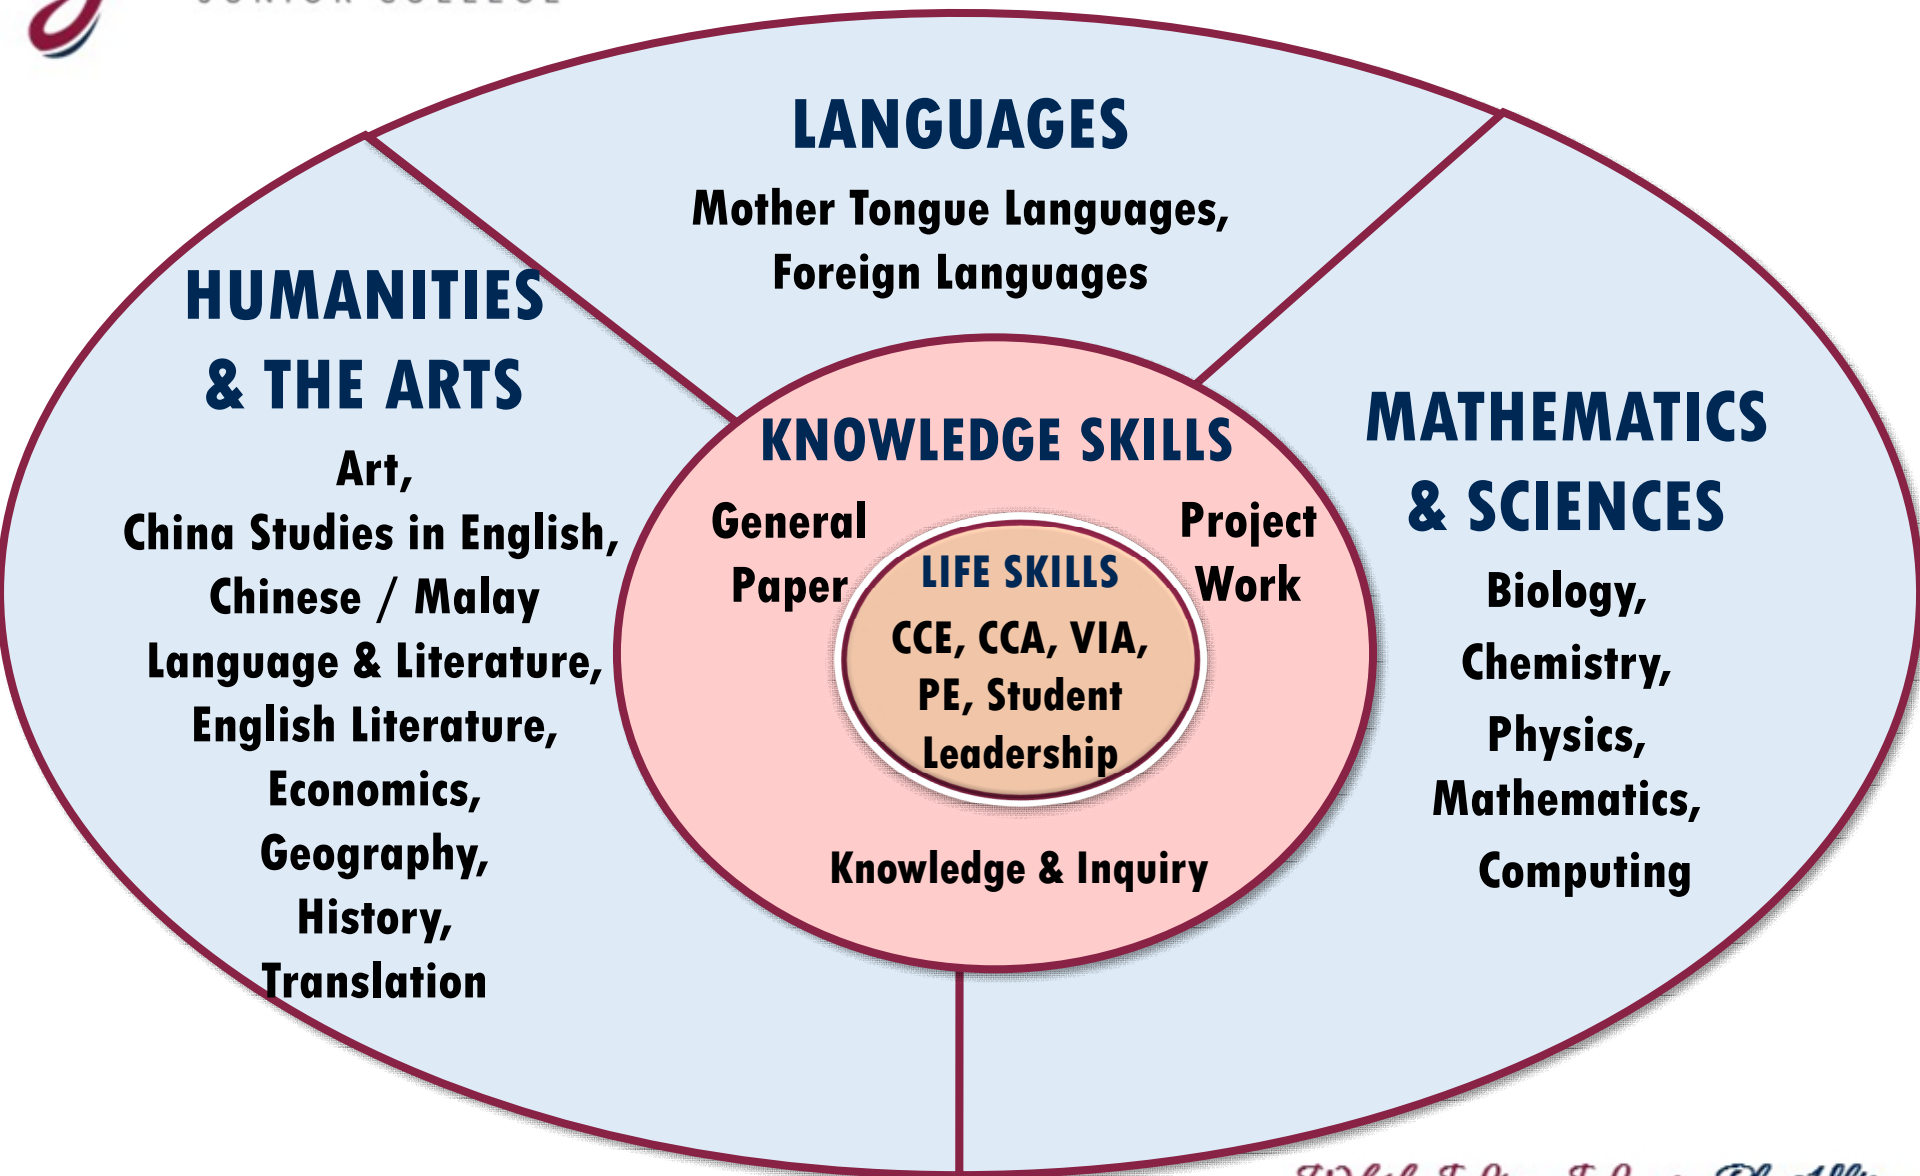 JUNIOR COLLEGE
LANGUAGES
Mother Tongue Languages,
Foreign Languages
HUMANITIES
& THE ARTS
Art,
China Studies in English,
Chinese / Malay
Language & Literature,
English Literature,
Economics,
Geography,
History,
Translation
KNOWLEDGE SKILLS
General
Paper
Project
Work
Knowledge & Inquiry
LIFE SKILLS
CCE, CCA, VIA,
PE, Student
Leadership
MATHEMATICS
& SCIENCES
Biology,
Chemistry,
Physics,
Mathematics,
Computing